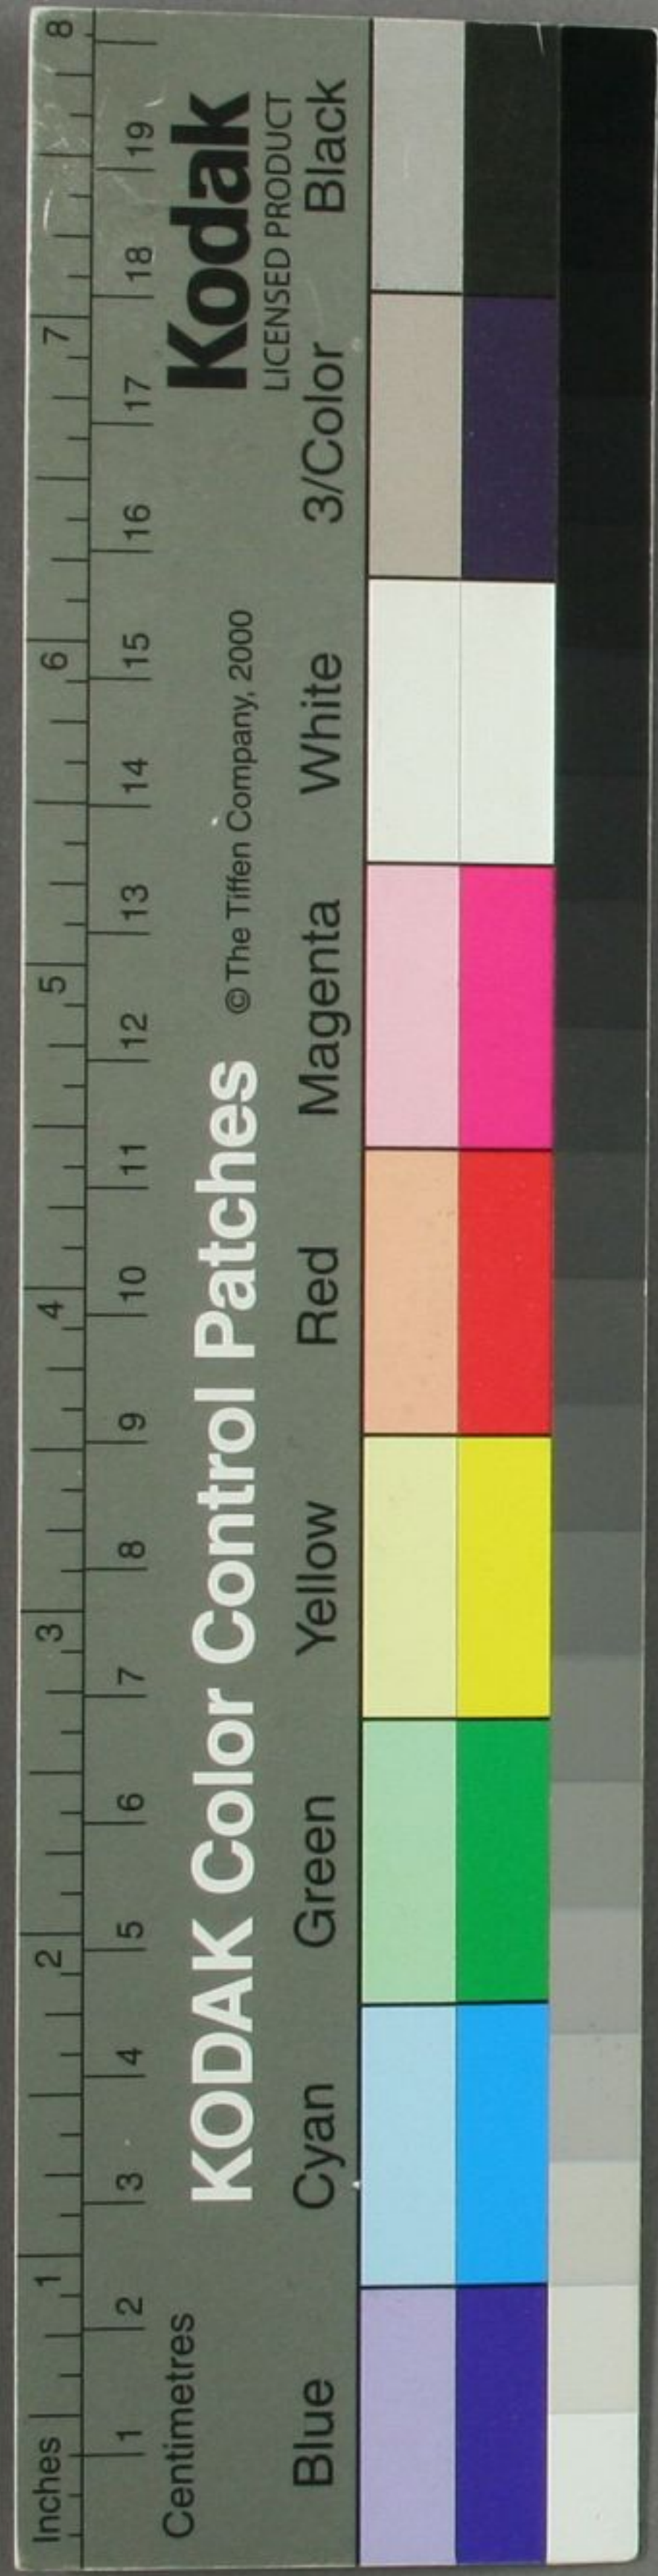 Inches 1 2 3 4 5 6 7 8
1 2 3 4 5 6 7 8 9 10 11 12 13 14 15 16 17 18 19
Centimetres
KODAK Color Control Patches © The Tiffen Company, 2000 Kodak
LICENSED PRODUCT
Blue Cyan Green Yellow Red Magenta White 3/Color Black